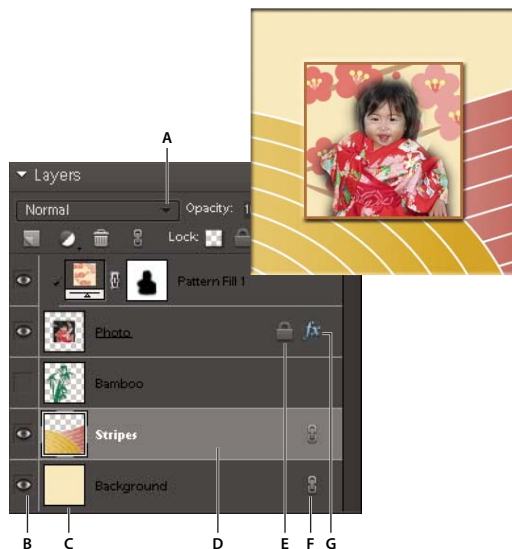 A
Layers
Normal
Opacity: 1
Lock:
Pattern Fill 1
Photo
fx
Bamboo
Stripes
Background
B C D E F G